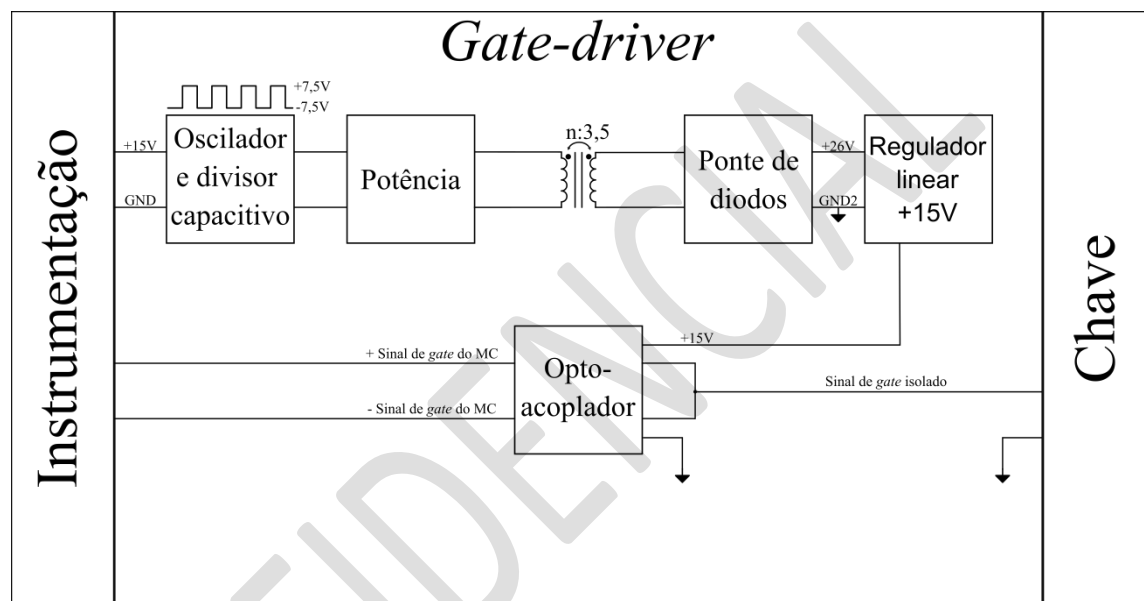 Gate-driver
Instrumentação
+7,5V
-7,5V
+15V
GND
Oscilador
e divisor
capacitivo
Potência
n:3,5
Ponte de
diodos
+26V
GND2
Regulador
linear
+15V
+15V
+ Sinal de gate do MC
- Sinal de gate do MC
Opto-
acoplador
Sinal de gate isolado
Chave
FIDENCIAL